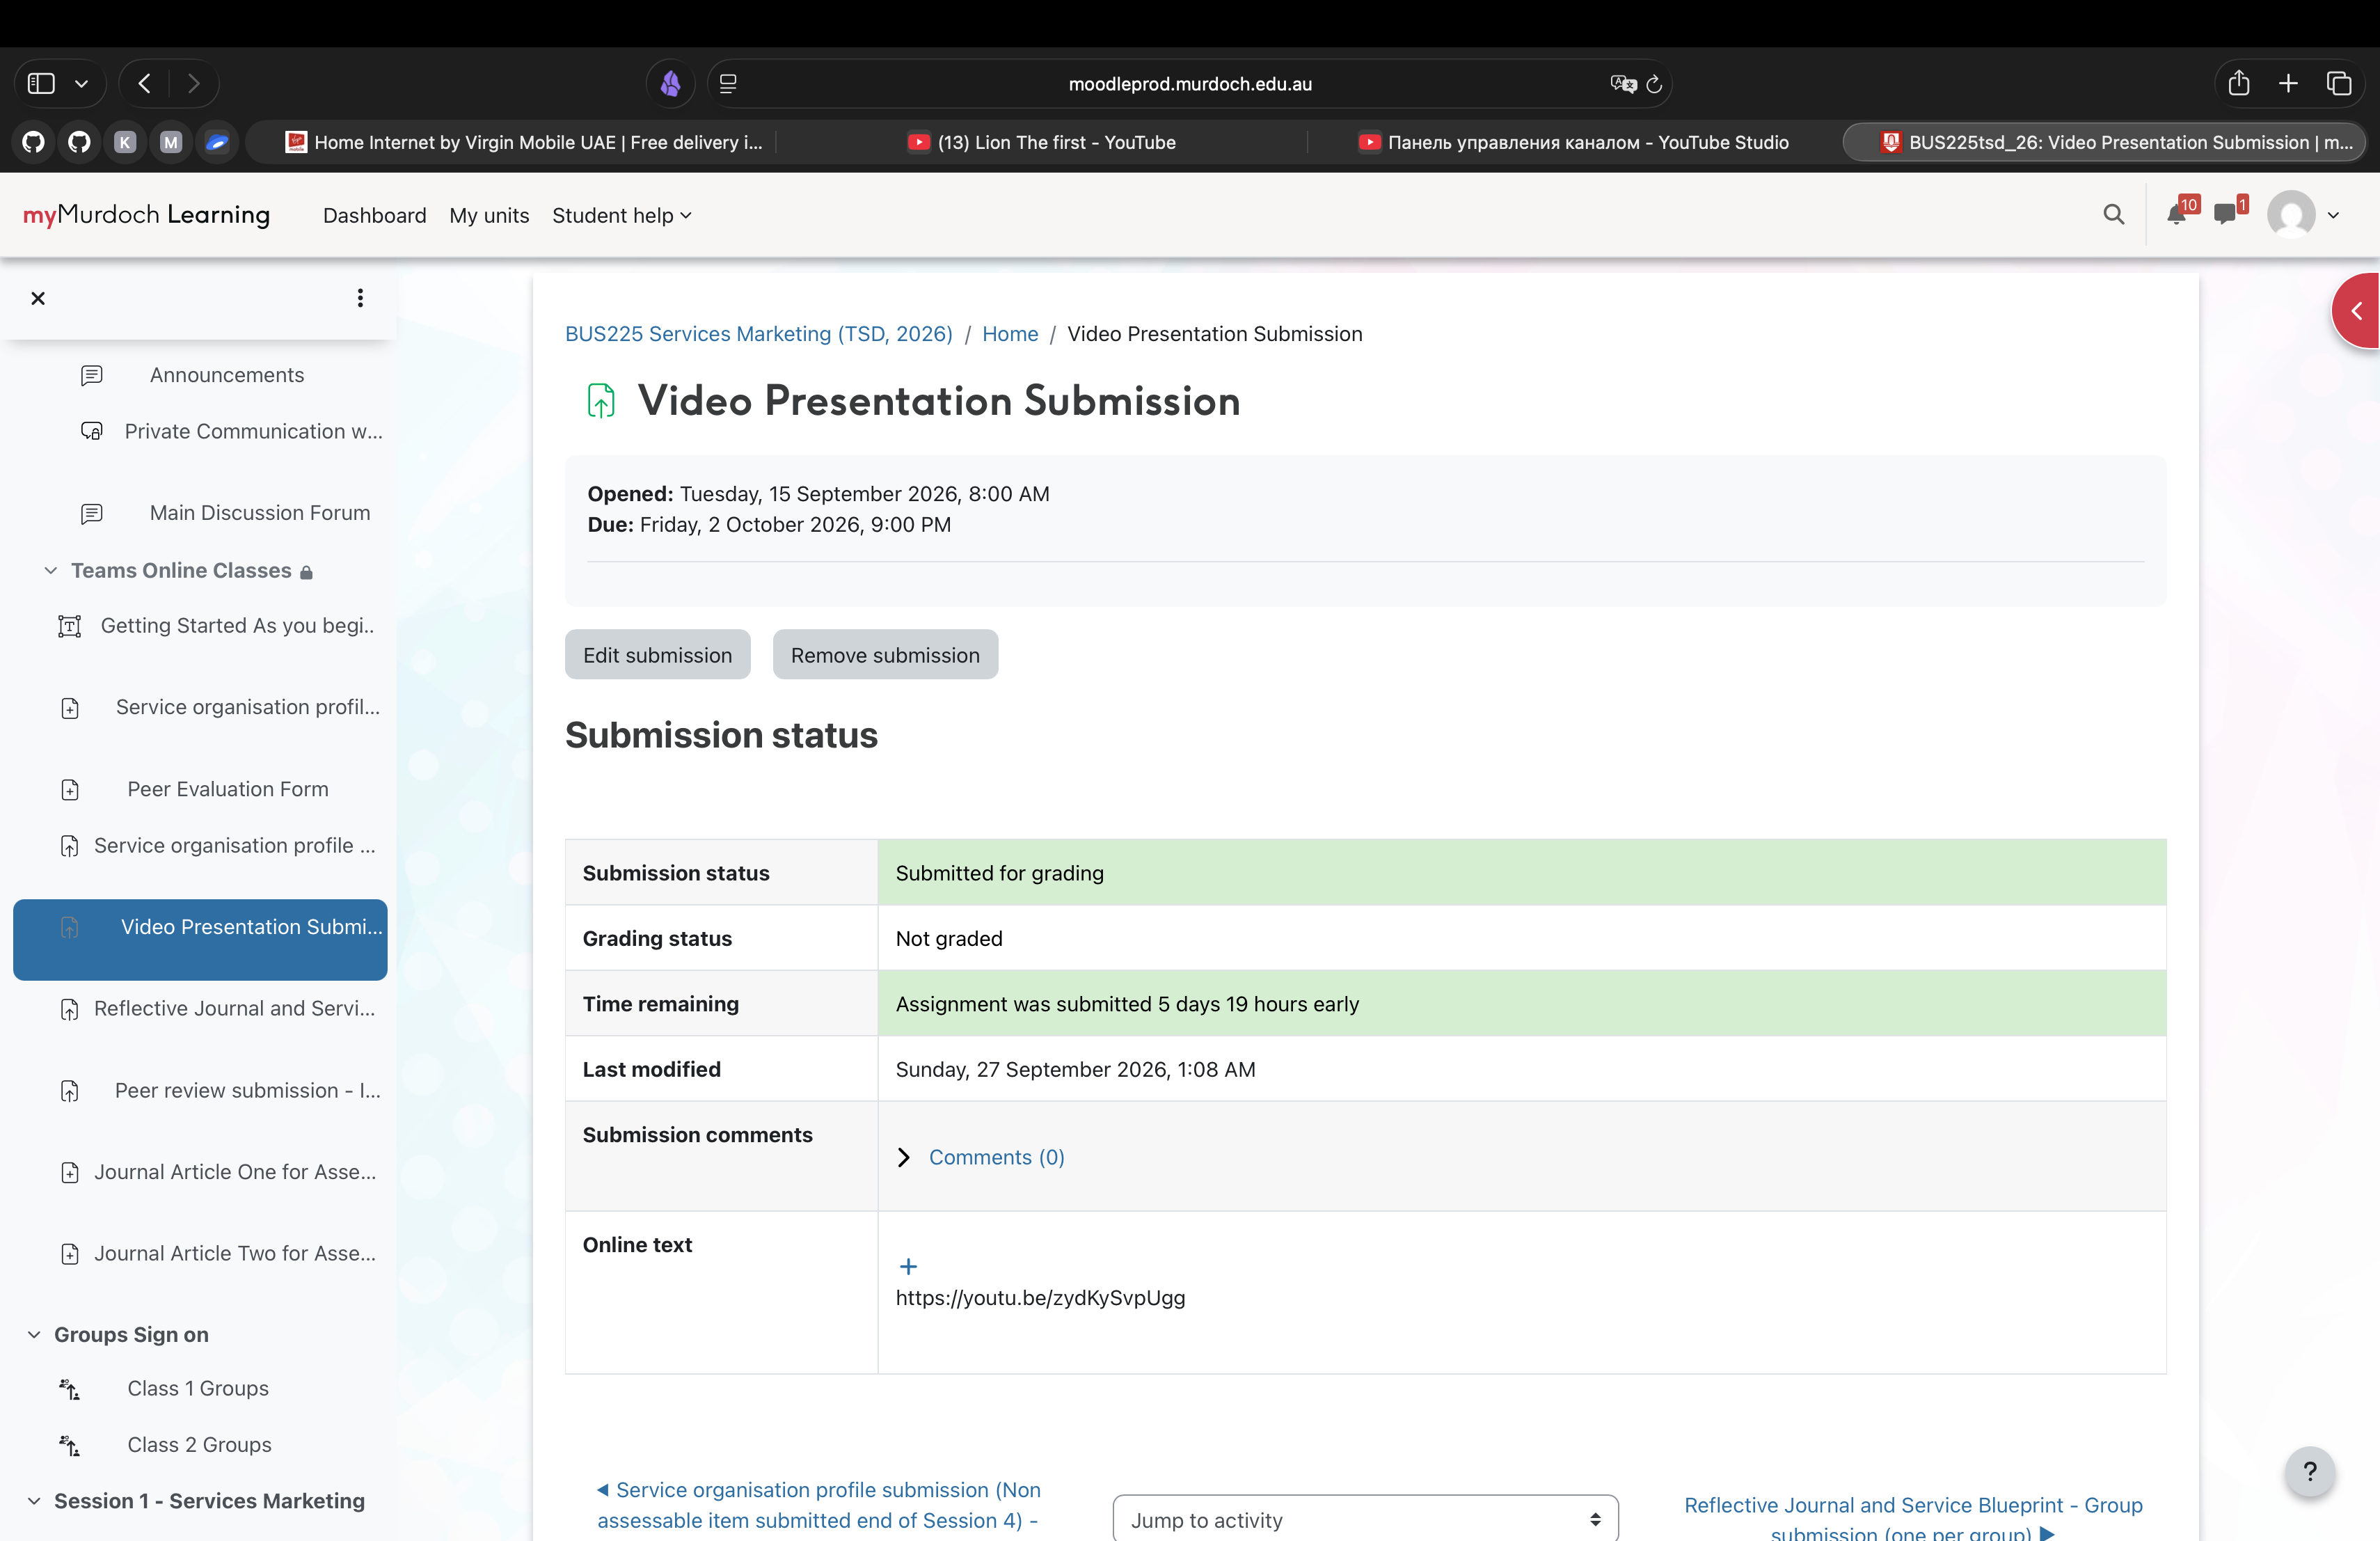 moodleprod.murdoch.edu.au
K
M
Home Internet by Virgin Mobile UAE | Free delivery i...
(13) Lion The first - YouTube
Панель управления каналом - YouTube Studio
BUS225tsd_26: Video Presentation Submission | m...
myMurdoch Learning
Dashboard
My units
Student help
10
1
Announcements
Private Communication w...
Main Discussion Forum
Teams Online Classes
Getting Started As you begi..
Service organisation profil...
Peer Evaluation Form
Service organisation profile ...
Video Presentation Submi...
Reflective Journal and Servi...
Peer review submission - I...
Journal Article One for Asse...
Journal Article Two for Asse...
Groups Sign on
Class 1 Groups
Class 2 Groups
Session 1 - Services Marketing
BUS225 Services Marketing (TSD, 2026) / Home / Video Presentation Submission
Video Presentation Submission
Opened: Tuesday, 15 September 2026, 8:00 AM
Due: Friday, 2 October 2026, 9:00 PM
Edit submission
Remove submission
Submission status
Submission status Submitted for grading
Grading status Not graded
Time remaining Assignment was submitted 5 days 19 hours early
Last modified Sunday, 27 September 2026, 1:08 AM
Submission comments Comments (0)
Online text
+
https://youtu.be/zydKySvpUgg
◀ Service organisation profile submission (Non
assessable item submitted end of Session 4) -
Jump to activity
Reflective Journal and Service Blueprint - Group
submission (one per group) ▶
?